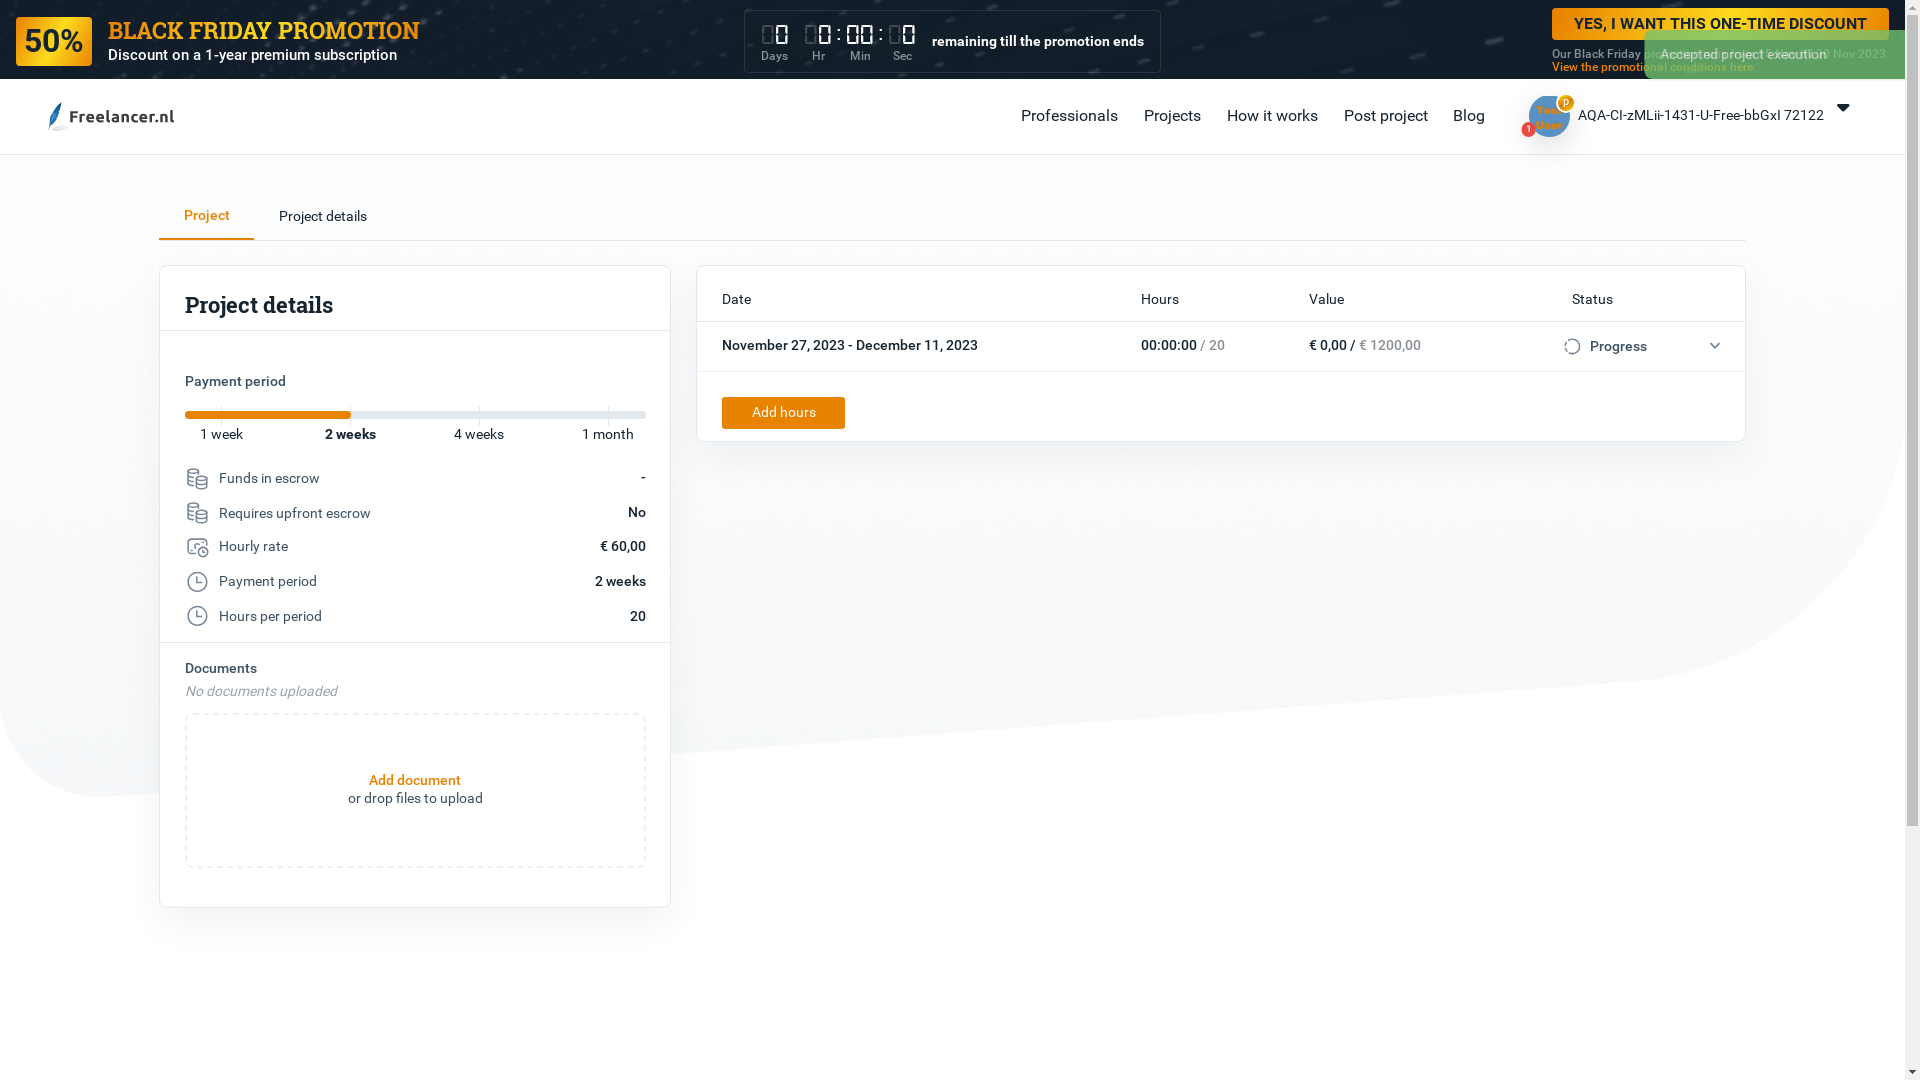 50%
BLACK FRIDAY PROMOTION
Discount on a 1-year premium subscription
0 0 : 00 : 0
Days Hr Min Sec
remaining till the promotion ends
YES, I WANT THIS ONE-TIME DISCOUNT
Our Black Friday
Nov 2023.
View the promotional conditions here.
Accepted project execution
Freelancer.nl
Professionals
Projects
How it works
Post project
Blog
P
1
Test
User
AQA-CI-zMLii-1431-U-Free-bbGxI 72122
Project
Project details
Project details
Payment period
1 week
2 weeks
4 weeks
1 month
Funds in escrow -
Requires upfront escrow No
Hourly rate € 60,00
Payment period 2 weeks
Hours per period 20
Documents
No documents uploaded
Add document
or drop files to upload
Date Hours Value Status
November 27, 2023 - December 11, 2023 00:00:00 / 20 € 0,00 / € 1200,00 Progress
Add hours